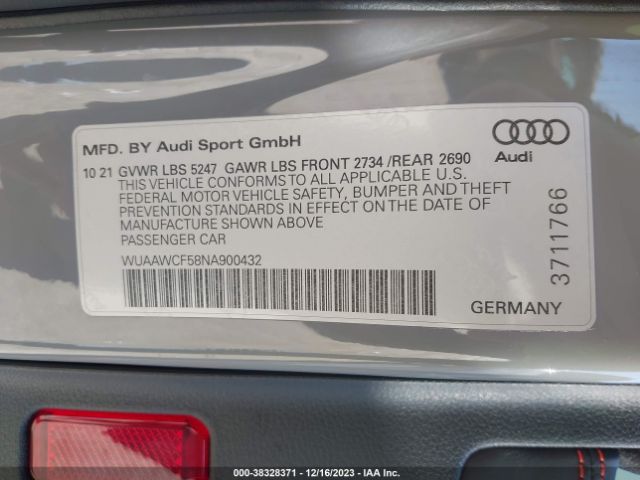 MFD. BY Audi Sport GmbH
Audi
10 21 GVWR LBS 5247 GAWR LBS FRONT 2734 /REAR 2690
THIS VEHICLE CONFORMS TO ALL APPLICABLE U.S.
FEDERAL MOTOR VEHICLE SAFETY, BUMPER AND THEFT
PREVENTION STANDARDS IN EFFECT ON THE DATE OF
MANUFACTURE SHOWN ABOVE
PASSENGER CAR
WUAAWCF58NA900432
3711766
GERMANY
000-38328371 - 12/16/2023 - IAA Inc.